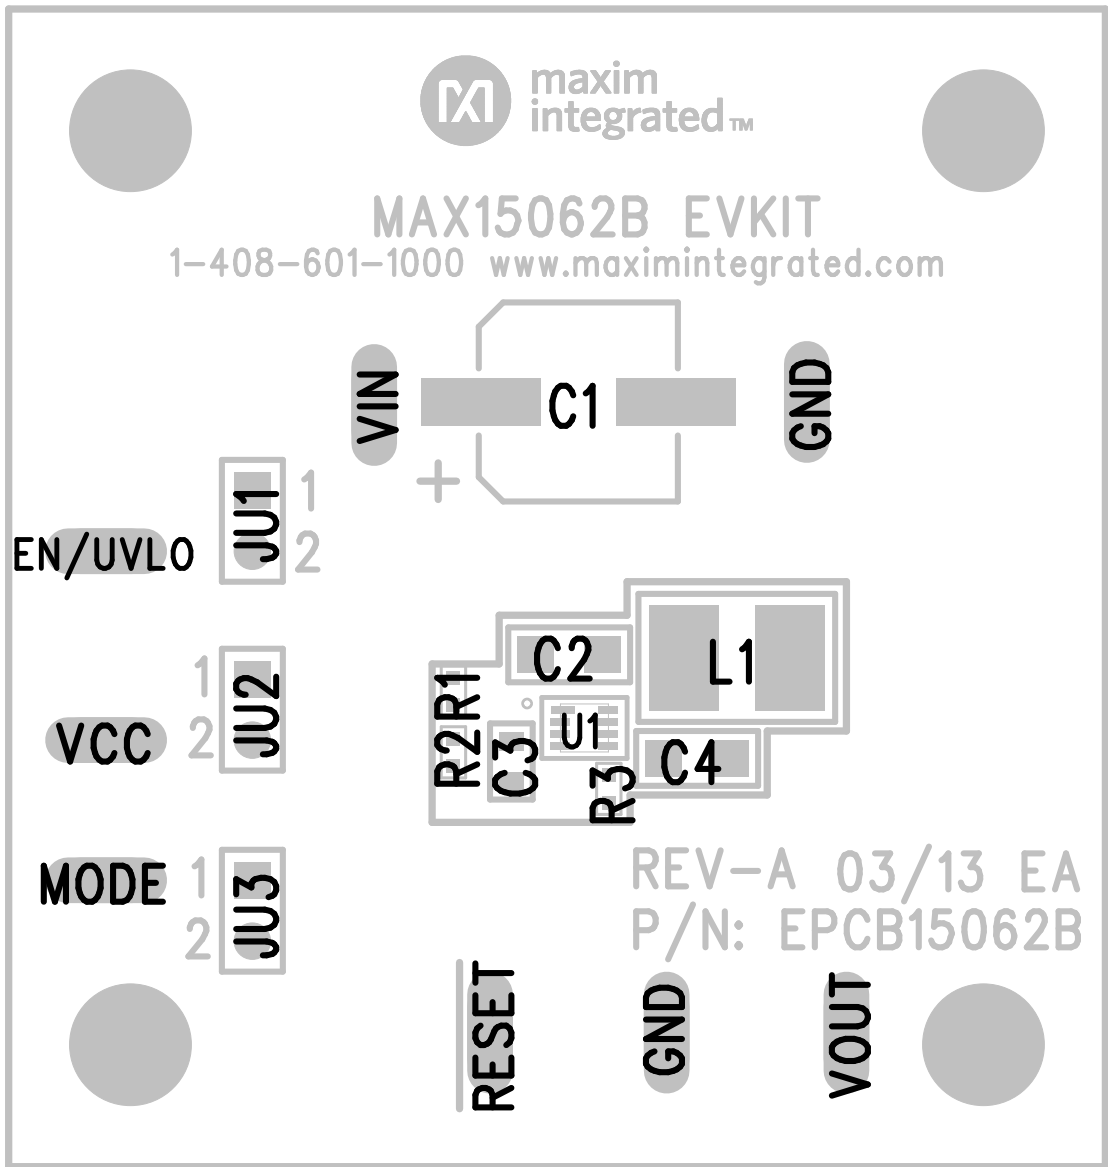 maxim
integrated™
MAX15062B EVKIT
1-408-601-1000 www.maximintegrated.com
VIN
C1
GND
+
JU1
1
2
EN/UVLO
C2
L1
JU2
1
2
VCC
R1
R2
C3
U1
R3
C4
MODE
JU3
1
2
REV-A 03/13 EA
P/N: EPCB15062B
RESET
GND
VOUT